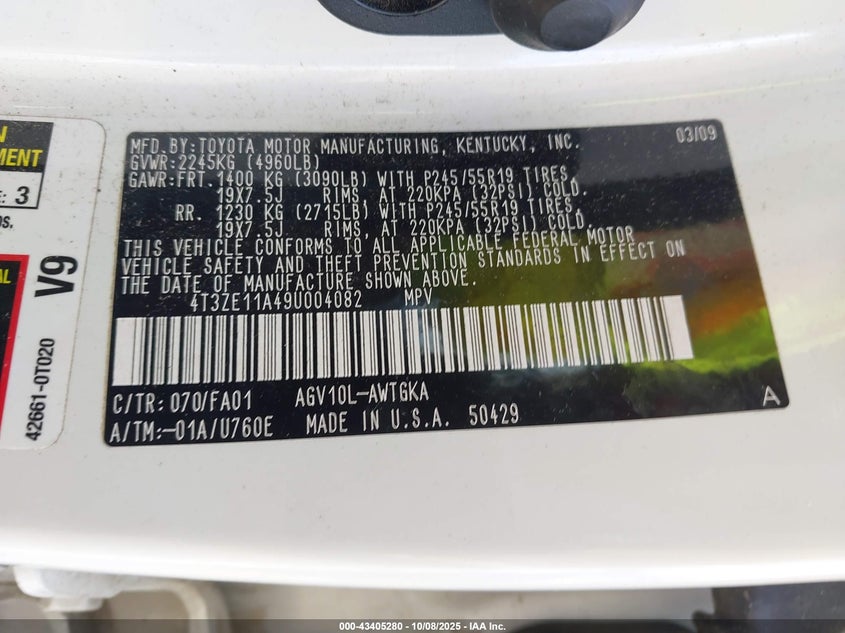 MFD.BY:TOYOTA MOTOR MANUFACTURING, KENTUCKY, INC. 03/09
GVWR:2245KG (4960LB)
GAWR:FRT. 1400 KG (3090LB) WITH P245/55R19 TIRES,
19X7.5J RIMS, AT 220KPA (32PSI) COLD.
RR. 1230 KG (2715LB) WITH P245/55R19 TIRES,
19X7.5J RIMS, AT 220KPA (32PSI) COLD.
THIS VEHICLE CONFORMS TO ALL APPLICABLE FEDERAL MOTOR
VEHICLE SAFETY AND THEFT PREVENTION STANDARDS IN EFFECT ON
THE DATE OF MANUFACTURE SHOWN ABOVE.
4T3ZE11A49U004082 MPV
C/TR: 070/FA01 AGV10L-AWTGKA
A/TM:-01A/U760E MADE IN U.S.A. 50429
A
3
V9
42661-0T020
000-43405280 - 10/08/2025 - IAA Inc.